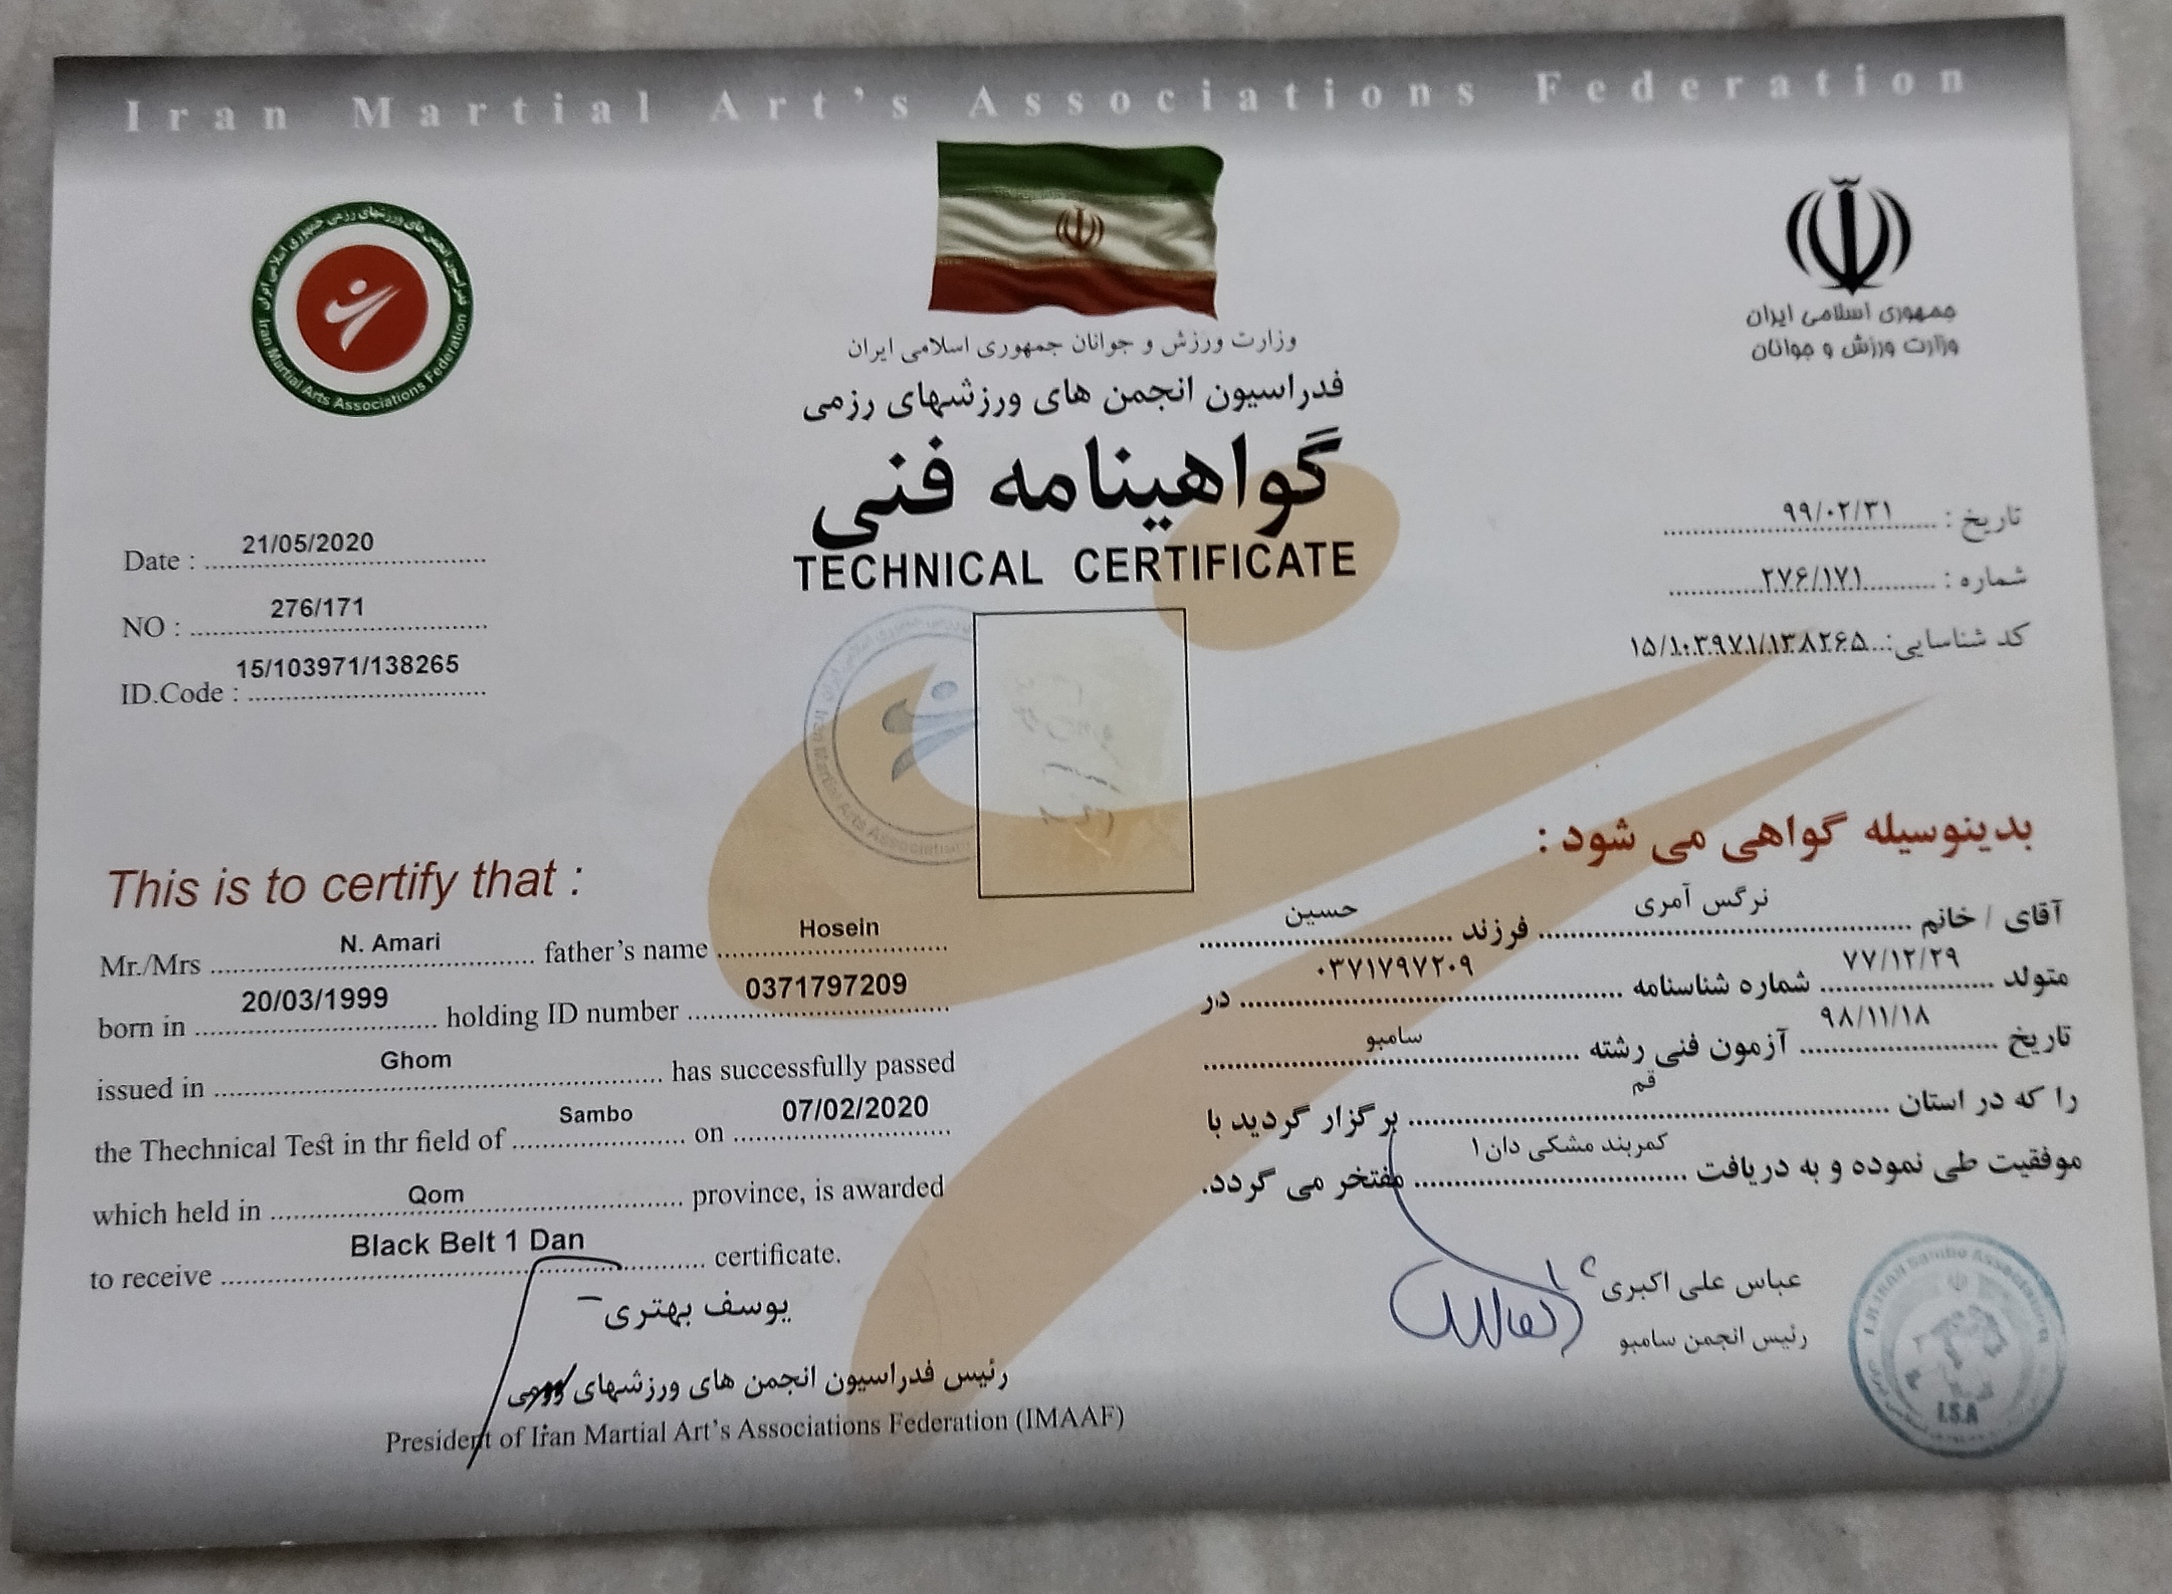 Iran Martial Art's Associations Federation
فدراسیون انجمن های ورزشهای رزمی جمهوری اسلامی ایران
Iran Martial Arts Associations Federation
جمهوری اسلامی ایران
وزارت ورزش و جوانان
وزارت ورزش و جوانان جمهوری اسلامی ایران
فدراسیون انجمن های ورزشهای رزمی
گواهینامه فنی
TECHNICAL CERTIFICATE
Date : 21/05/2020
NO : 276/171
ID.Code : 15/103971/138265
تاریخ : ۹۹/۰۲/۳۱
شماره : ۲۷۶/۱۷۱
کد شناسایی: ۱۵/۱۰۳۹۷۱/۱۳۸۲۶۵
This is to certify that :
Mr./Mrs N. Amari father's name Hosein
born in 20/03/1999 holding ID number 0371797209
issued in Ghom has successfully passed
the Thechnical Test in thr field of Sambo on 07/02/2020
which held in Qom province, is awarded
to receive Black Belt 1 Dan certificate.
یوسف بهتری
رئیس فدراسیون انجمن های ورزشهای رزمی
President of Iran Martial Art's Associations Federation (IMAAF)
بدینوسیله گواهی می شود :
آقای / خانم نرگس آمری فرزند حسین
متولد ۷۷/۱۲/۲۹ شماره شناسنامه ۰۳۷۱۷۹۷۲۰۹ در
تاریخ ۹۸/۱۱/۱۸ آزمون فنی رشته سامبو
را که در استان قم برگزار گردید با
موفقیت طی نموده و به دریافت کمربند مشکی دان ۱ مفتخر می گردد.
عباس علی اکبری
رئیس انجمن سامبو
I.S.A